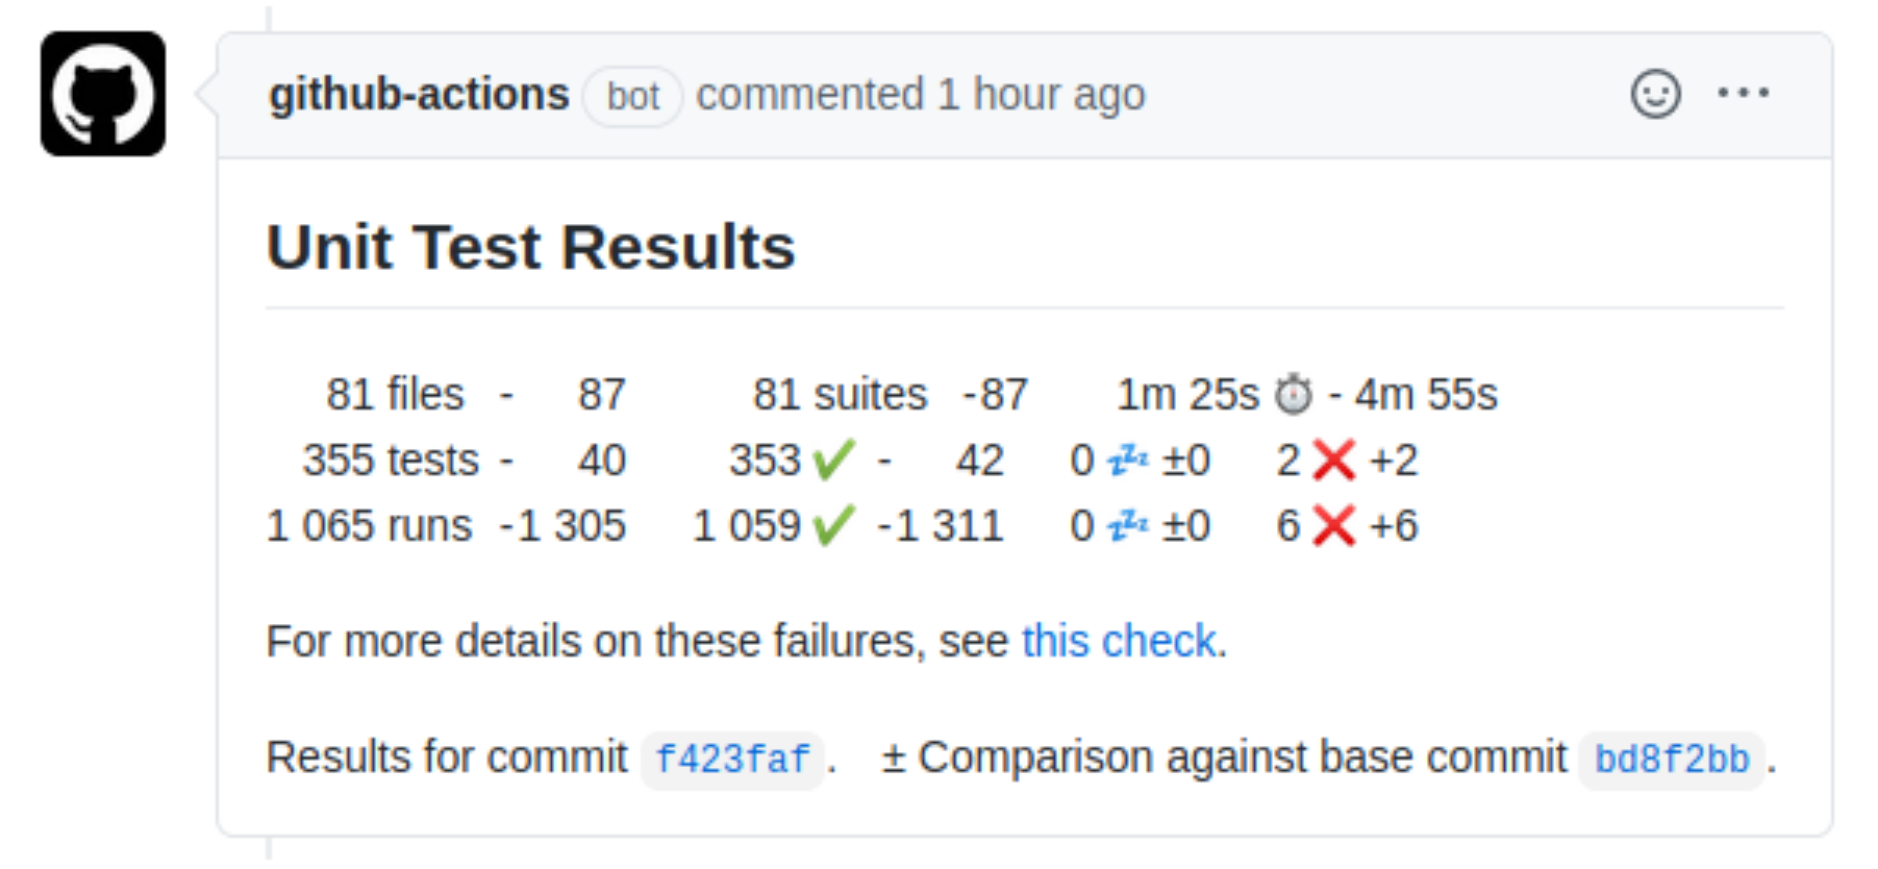 github-actions bot commented 1 hour ago
Unit Test Results
81 files - 87 81 suites -87 1m 25s ⏱ - 4m 55s
355 tests - 40 353 ✔ - 42 0 💤 ±0 2 ❌ +2
1 065 runs -1 305 1 059 ✔ -1 311 0 💤 ±0 6 ❌ +6
For more details on these failures, see this check.
Results for commit f423faf. ± Comparison against base commit bd8f2bb.